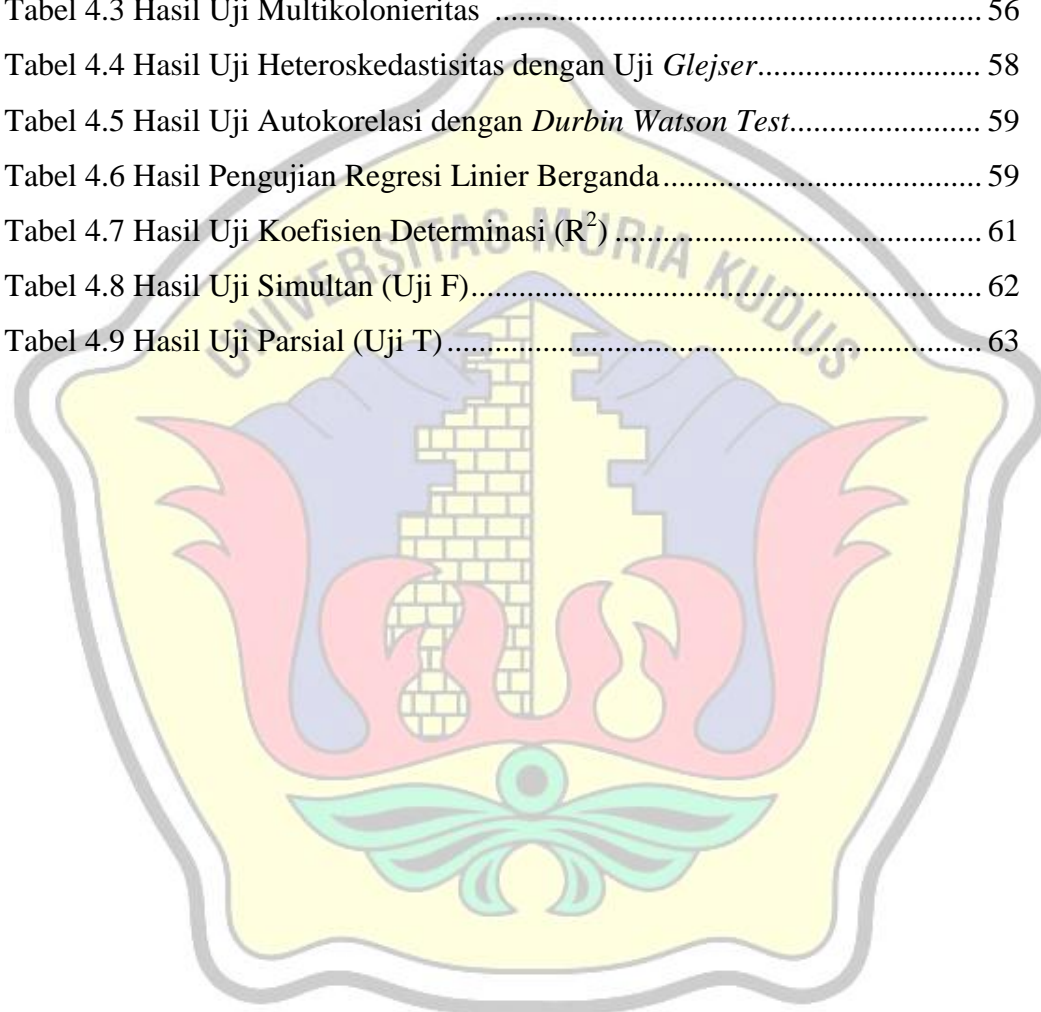 Tabel 4.3 Hasil Uji Multikolonieritas ........................................................... 56
Tabel 4.4 Hasil Uji Heteroskedastisitas dengan Uji Glejser........................... 58
Tabel 4.5 Hasil Uji Autokorelasi dengan Durbin Watson Test....................... 59
Tabel 4.6 Hasil Pengujian Regresi Linier Berganda....................................... 59
Tabel 4.7 Hasil Uji Koefisien Determinasi (R²)............................................. 61
Tabel 4.8 Hasil Uji Simultan (Uji F)............................................................... 62
Tabel 4.9 Hasil Uji Parsial (Uji T).................................................................. 63
UNIVERSITAS MURIA KUDUS